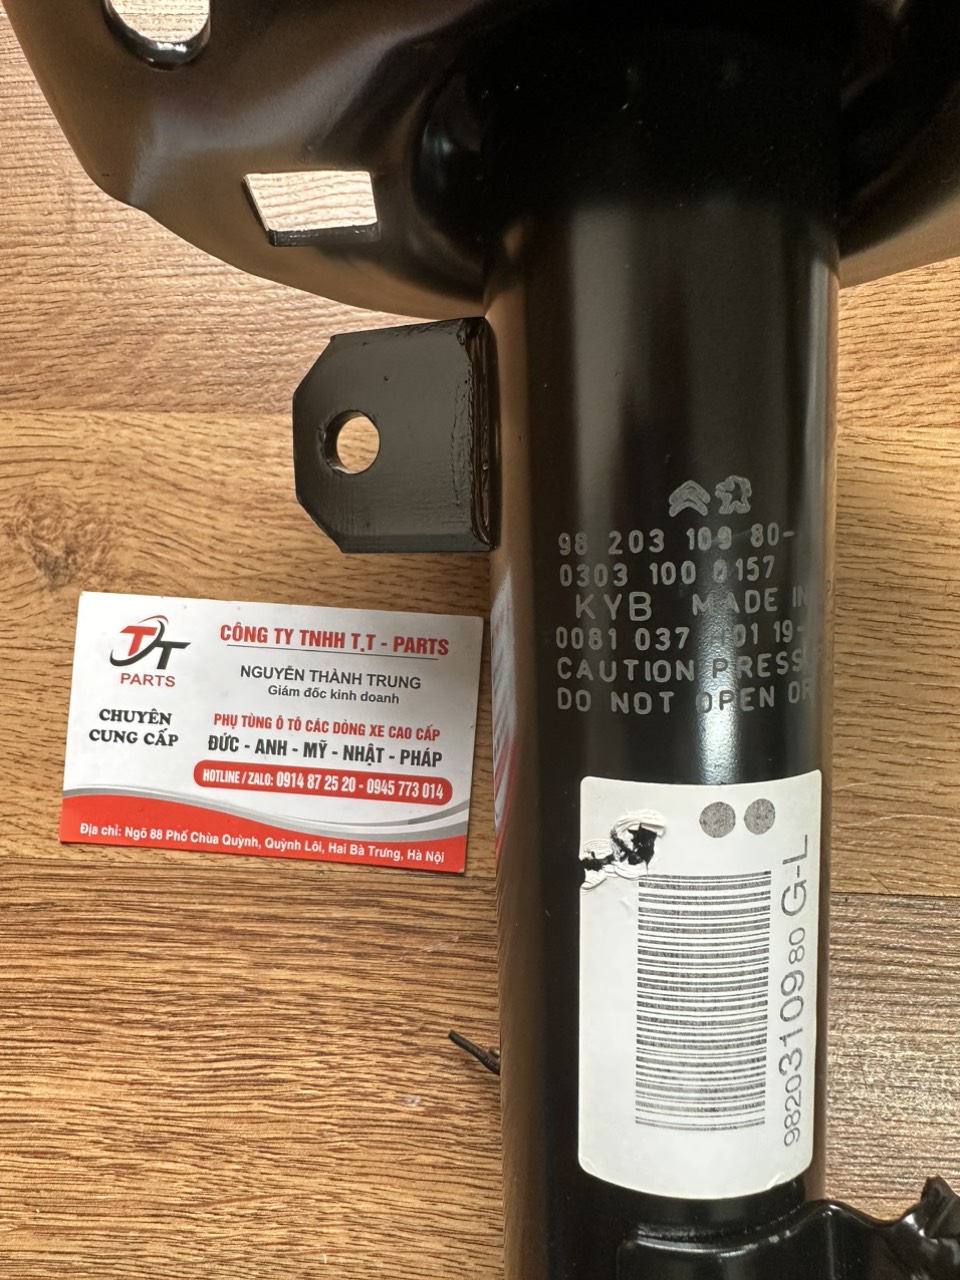 98 203 109 80-
0303 100 0157
KYB MADE IN
0081 037 101 19-
CAUTION PRESS
DO NOT OPEN OR
9820310980 G-L
TT
PARTS
CHUYÊN
CUNG CẤP
CÔNG TY TNHH T.T - PARTS
NGUYỄN THÀNH TRUNG
Giám đốc kinh doanh
PHỤ TÙNG Ô TÔ CÁC DÒNG XE CAO CẤP
ĐỨC - ANH - MỸ - NHẬT - PHÁP
HOTLINE / ZALO: 0914 87 25 20 - 0945 773 014
Địa chỉ: Ngõ 88 Phố Chùa Quỳnh, Quỳnh Lôi, Hai Bà Trưng, Hà Nội